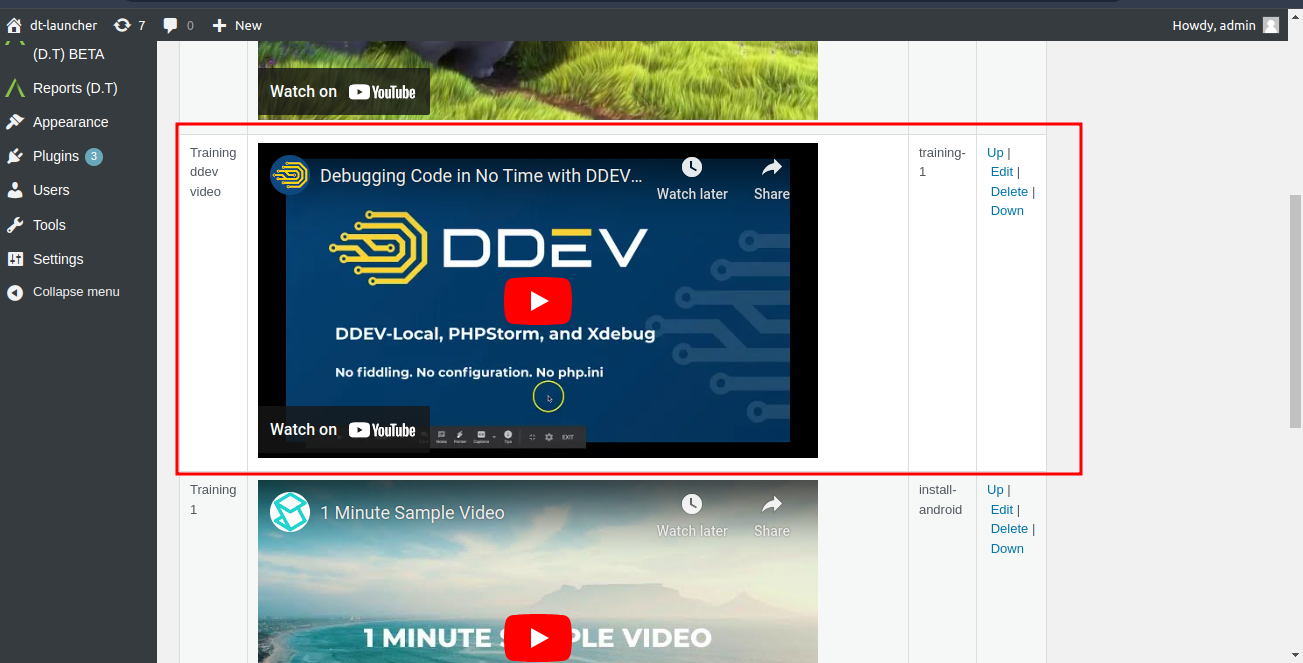 dt-launcher 7 0 New Howdy, admin
(D.T) BETA
Reports (D.T)
Appearance
Plugins 3
Users
Tools
Settings
Collapse menu
Watch on YouTube
Training
ddev
video
Debugging Code in No Time with DDEV...
Watch later
Share
DDEV
DDEV-Local, PHPStorm, and Xdebug
No fiddling. No configuration. No php.ini
Watch on YouTube
EXIT
training-
1
Up |
Edit |
Delete |
Down
Training
1
1 Minute Sample Video
Watch later
Share
1 MINUTE S PLE VIDEO
install-
android
Up |
Edit |
Delete |
Down